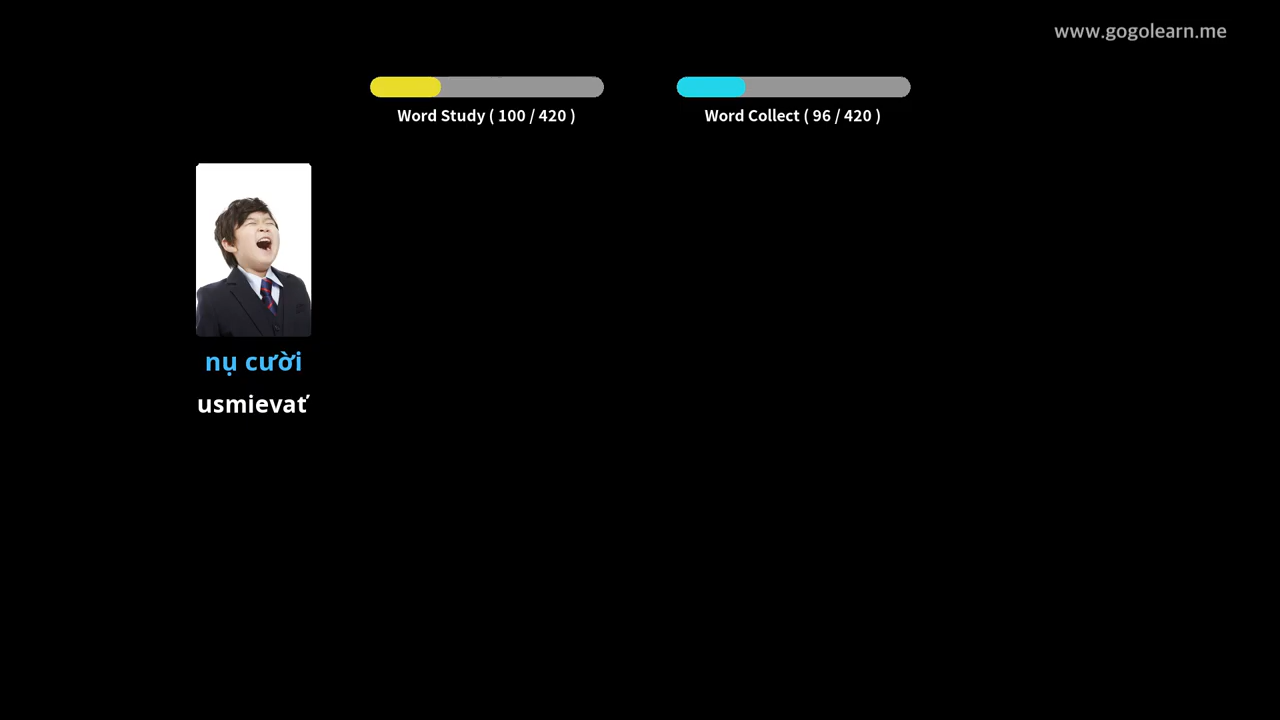 www.gogolearn.me
Word Study ( 100 / 420 )
Word Collect ( 96 / 420 )
nụ cười
usmievať